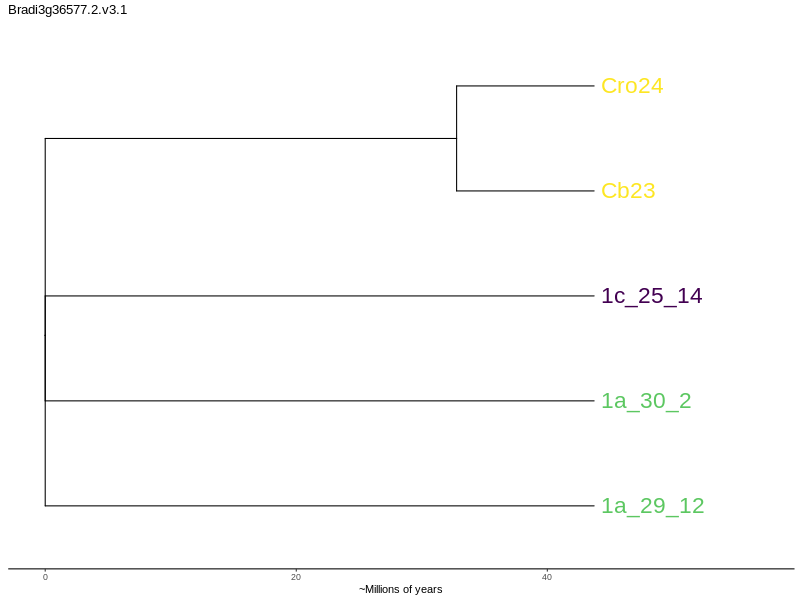 Bradi3g36577.2.v3.1
Cro24
Cb23
1c_25_14
1a_30_2
1a_29_12
0 20 40
~Millions of years